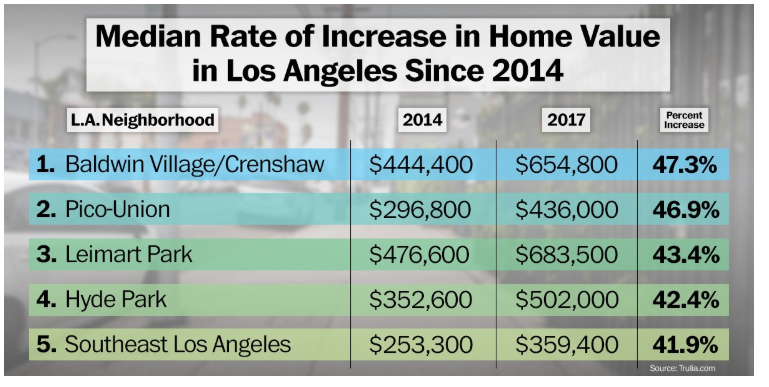 Median Rate of Increase in Home Value
in Los Angeles Since 2014
L.A. Neighborhood 2014 2017 Percent Increase
1. Baldwin Village/Crenshaw $444,400 $654,800 47.3%
2. Pico-Union $296,800 $436,000 46.9%
3. Leimart Park $476,600 $683,500 43.4%
4. Hyde Park $352,600 $502,000 42.4%
5. Southeast Los Angeles $253,300 $359,400 41.9%
Source: Trulia.com